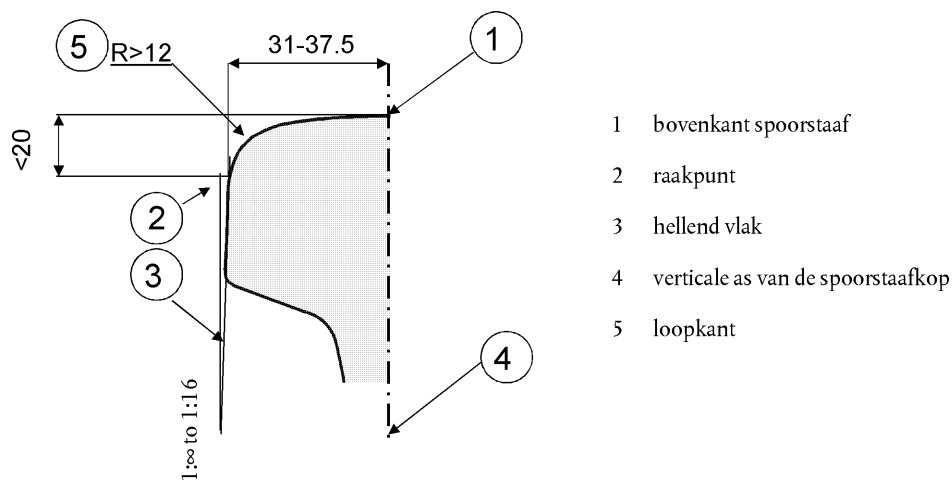 31-37.5
1
5 R>12
<20
2
3
4
1:∞ to 1:16
1 bovenkant spoorstaaf
2 raakpunt
3 hellend vlak
4 verticale as van de spoorstaafkop
5 loopkant